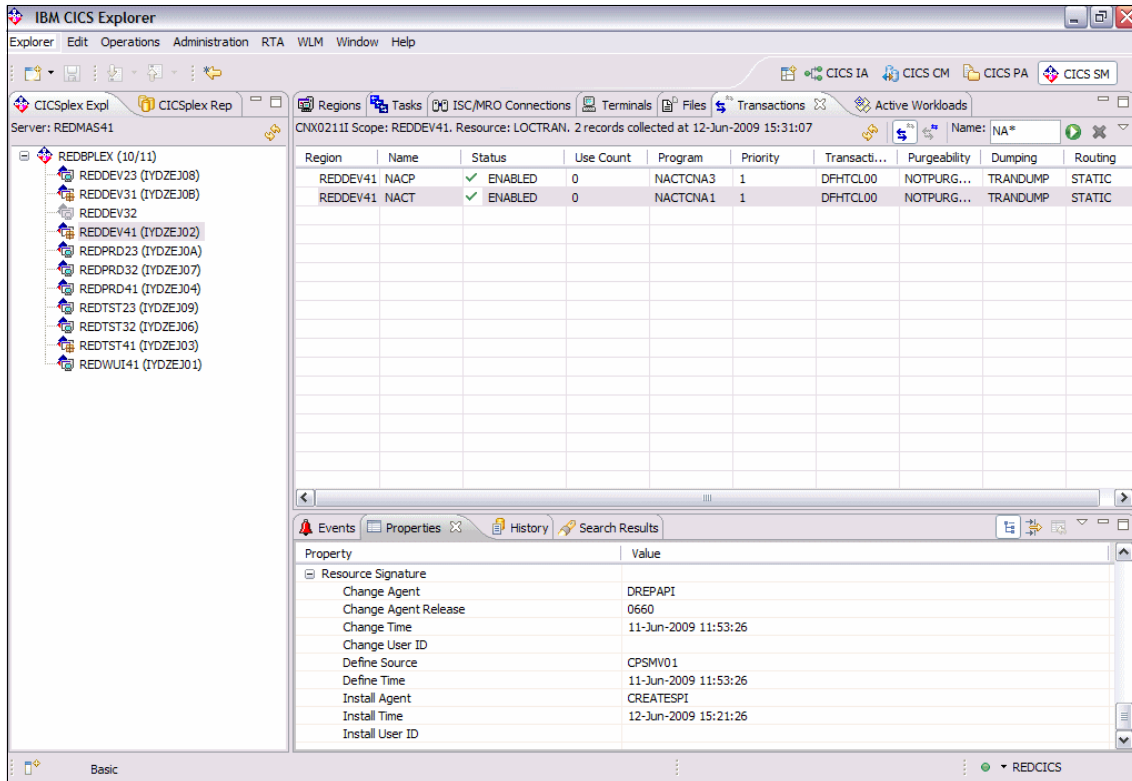 IBM CICS Explorer
Explorer Edit Operations Administration RTA WLM Window Help
CICS IA CICS CM CICS PA CICS SM
CICSplex Expl CICSplex Rep
Server: REDMAS41
REDBPLEX (10/11)
REDDEV23 (IYDZEJ08)
REDDEV31 (IYDZEJ0B)
REDDEV32
REDDEV41 (IYDZEJ02)
REDPRD23 (IYDZEJ0A)
REDPRD32 (IYDZEJ07)
REDPRD41 (IYDZEJ04)
REDTST23 (IYDZEJ09)
REDTST32 (IYDZEJ06)
REDTST41 (IYDZEJ03)
REDWUI41 (IYDZEJ01)
Regions Tasks ISC/MRO Connections Terminals Files Transactions Active Workloads
CNX0211I Scope: REDDEV41. Resource: LOCTRAN. 2 records collected at 12-Jun-2009 15:31:07 Name: NA*
Region Name Status Use Count Program Priority Transacti... Purgeability Dumping Routing
REDDEV41 NACP ENABLED 0 NACTCNA3 1 DFHTCL00 NOTPURG... TRANDUMP STATIC
REDDEV41 NACT ENABLED 0 NACTCNA1 1 DFHTCL00 NOTPURG... TRANDUMP STATIC
Events Properties History Search Results
Property Value
Resource Signature
Change Agent DREPAPI
Change Agent Release 0660
Change Time 11-Jun-2009 11:53:26
Change User ID
Define Source CPSMV01
Define Time 11-Jun-2009 11:53:26
Install Agent CREATESPI
Install Time 12-Jun-2009 15:21:26
Install User ID
Basic REDCICS